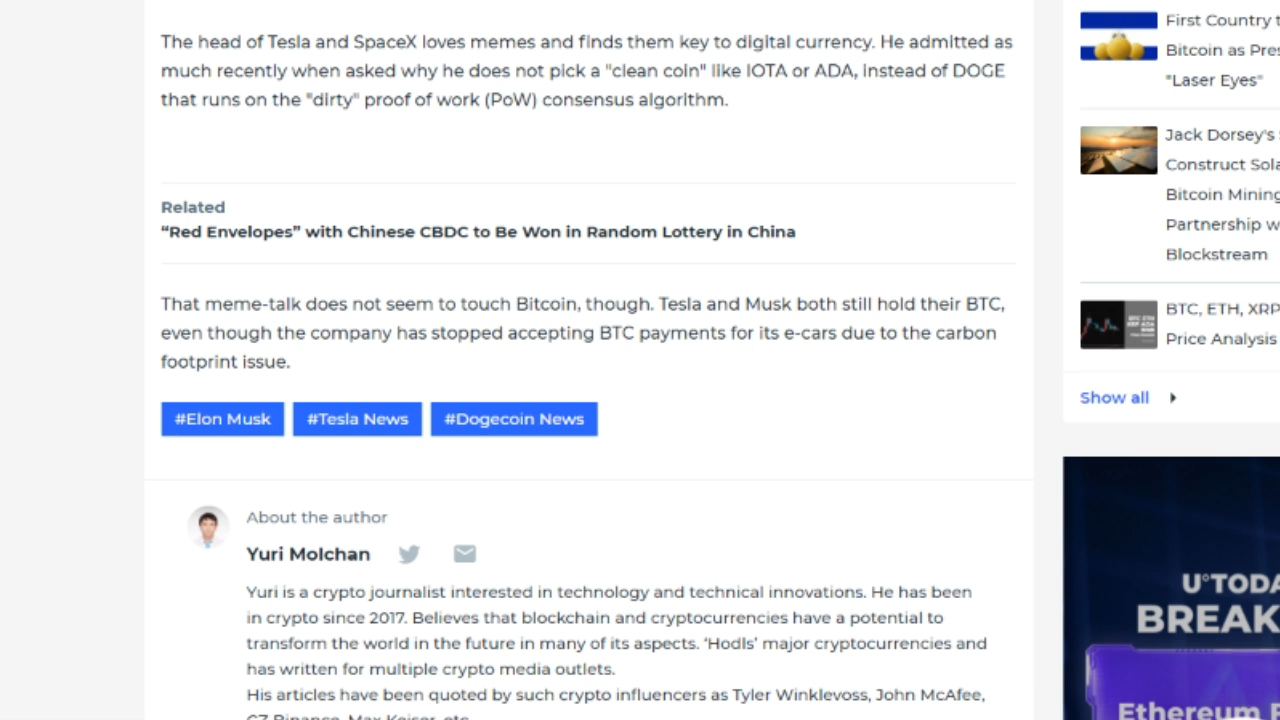 The head of Tesla and SpaceX loves memes and finds them key to digital currency. He admitted as
much recently when asked why he does not pick a "clean coin" like IOTA or ADA, instead of DOGE
that runs on the "dirty" proof of work (PoW) consensus algorithm.
Related
“Red Envelopes” with Chinese CBDC to Be Won in Random Lottery in China
That meme-talk does not seem to touch Bitcoin, though. Tesla and Musk both still hold their BTC,
even though the company has stopped accepting BTC payments for its e-cars due to the carbon
footprint issue.
#Elon Musk #Tesla News #Dogecoin News
About the author
Yuri Molchan
Yuri is a crypto journalist interested in technology and technical innovations. He has been
in crypto since 2017. Believes that blockchain and cryptocurrencies have a potential to
transform the world in the future in many of its aspects. ‘Hodls’ major cryptocurrencies and
has written for multiple crypto media outlets.
His articles have been quoted by such crypto influencers as Tyler Winklevoss, John McAfee,
CZ Binance, Max Keiser, etc.
First Country t
Bitcoin as Pres
"Laser Eyes"
Jack Dorsey's
Construct Sola
Bitcoin Mining
Partnership w
Blockstream
BTC, ETH, XRP
Price Analysis
Show all
U°TODA
BREAK
Ethereum